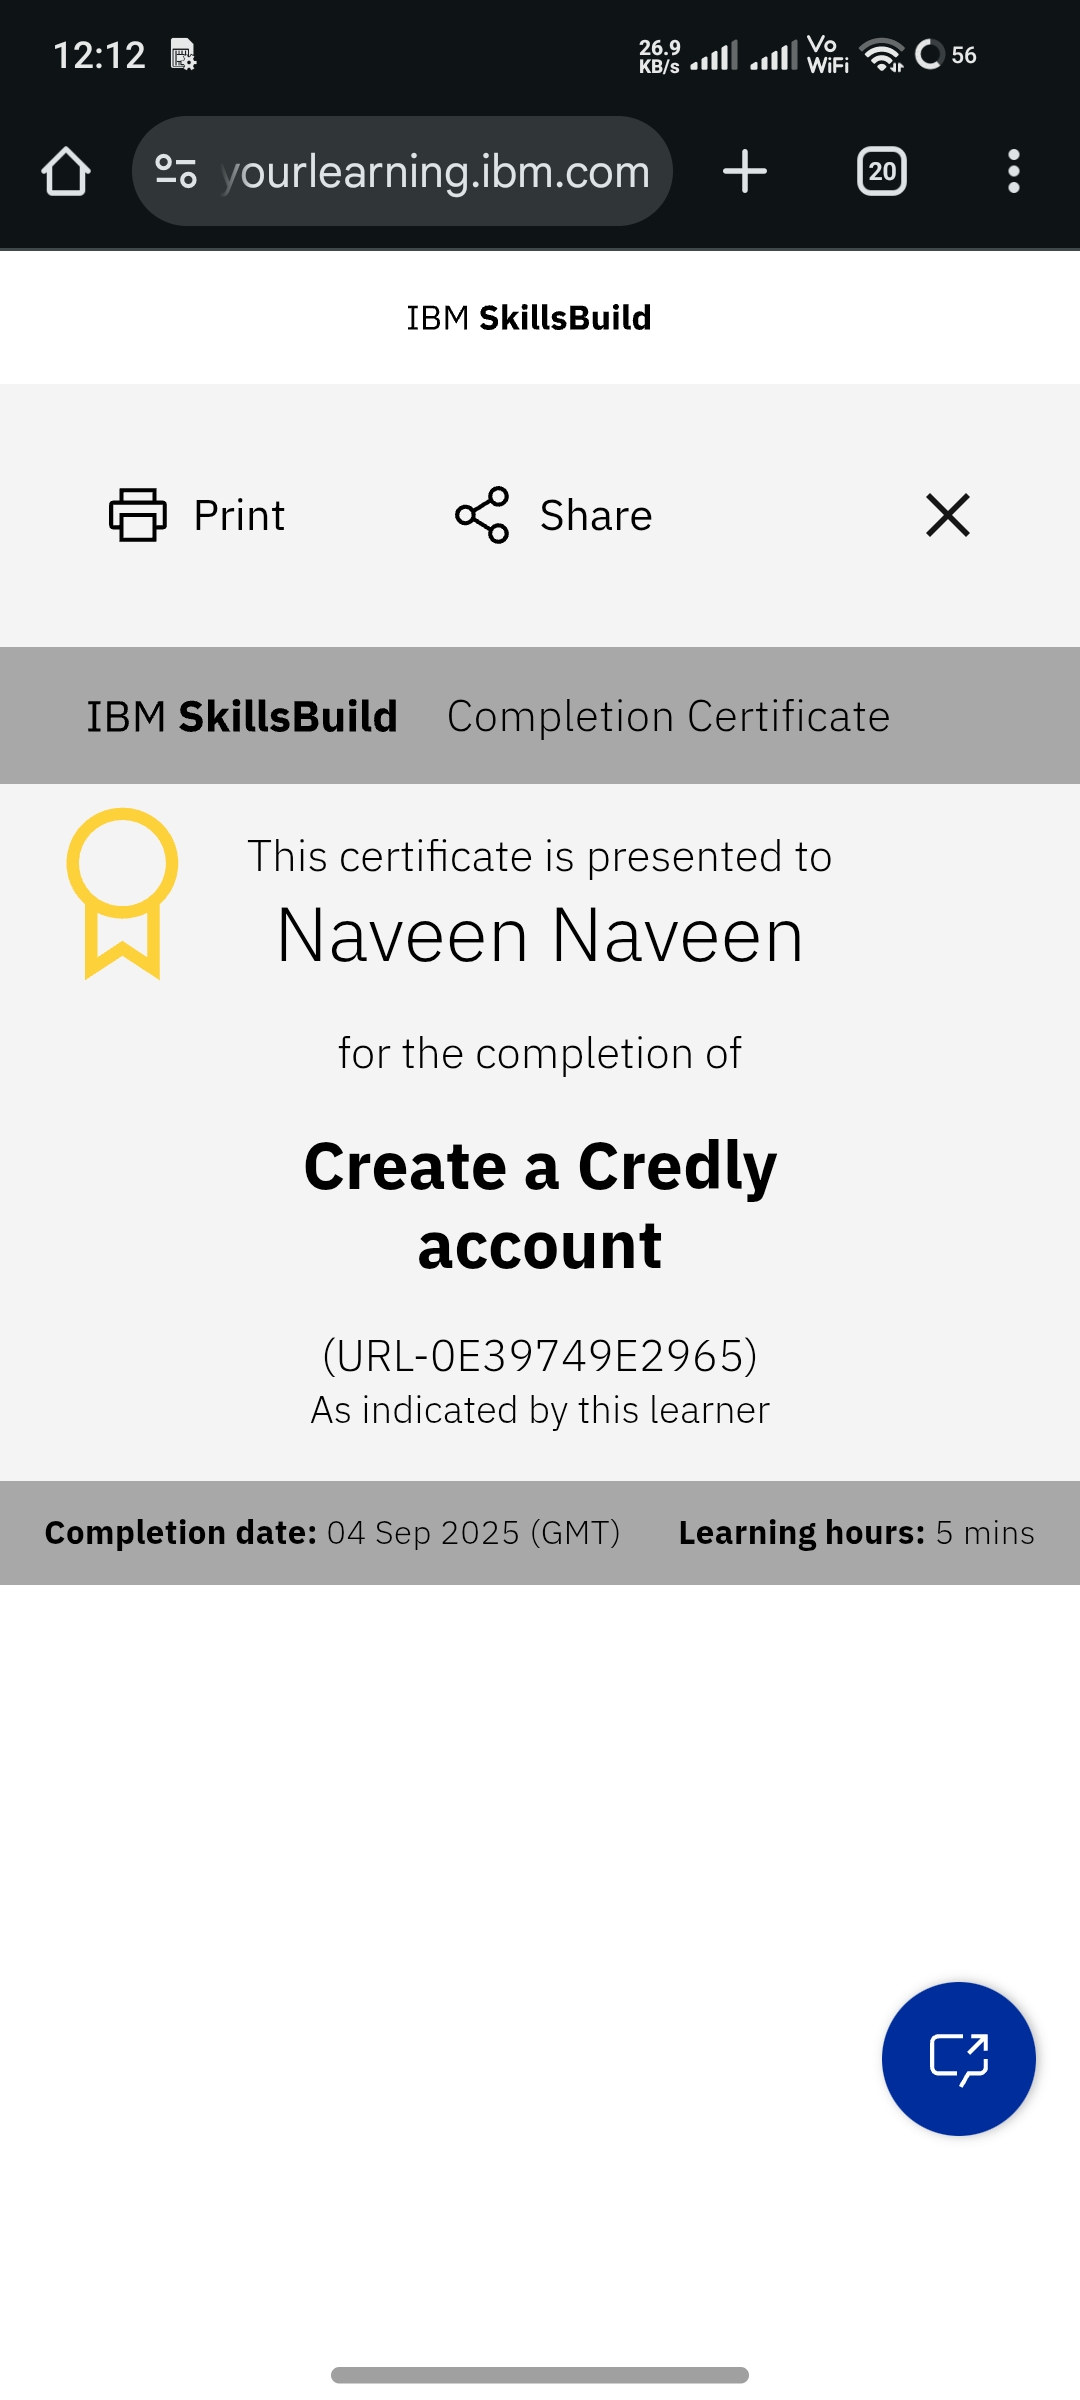 12:12
26.9
KB/s
Vo
WiFi
56
yourlearning.ibm.com
20
IBM SkillsBuild
Print
Share
IBM SkillsBuild Completion Certificate
This certificate is presented to
Naveen Naveen
for the completion of
Create a Credly
account
(URL-0E39749E2965)
As indicated by this learner
Completion date: 04 Sep 2025 (GMT) Learning hours: 5 mins